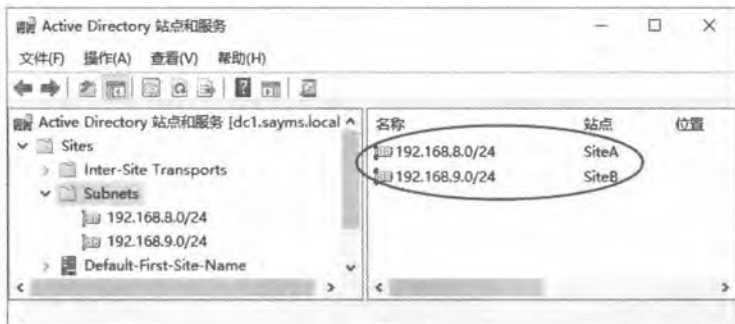 Active Directory 站点和服务
文件(F) 操作(A) 查看(V) 帮助(H)
Active Directory 站点和服务 [dc1.sayms.local
Sites
Inter-Site Transports
Subnets
192.168.8.0/24
192.168.9.0/24
Default-First-Site-Name
名称 站点 位置
192.168.8.0/24 SiteA
192.168.9.0/24 SiteB